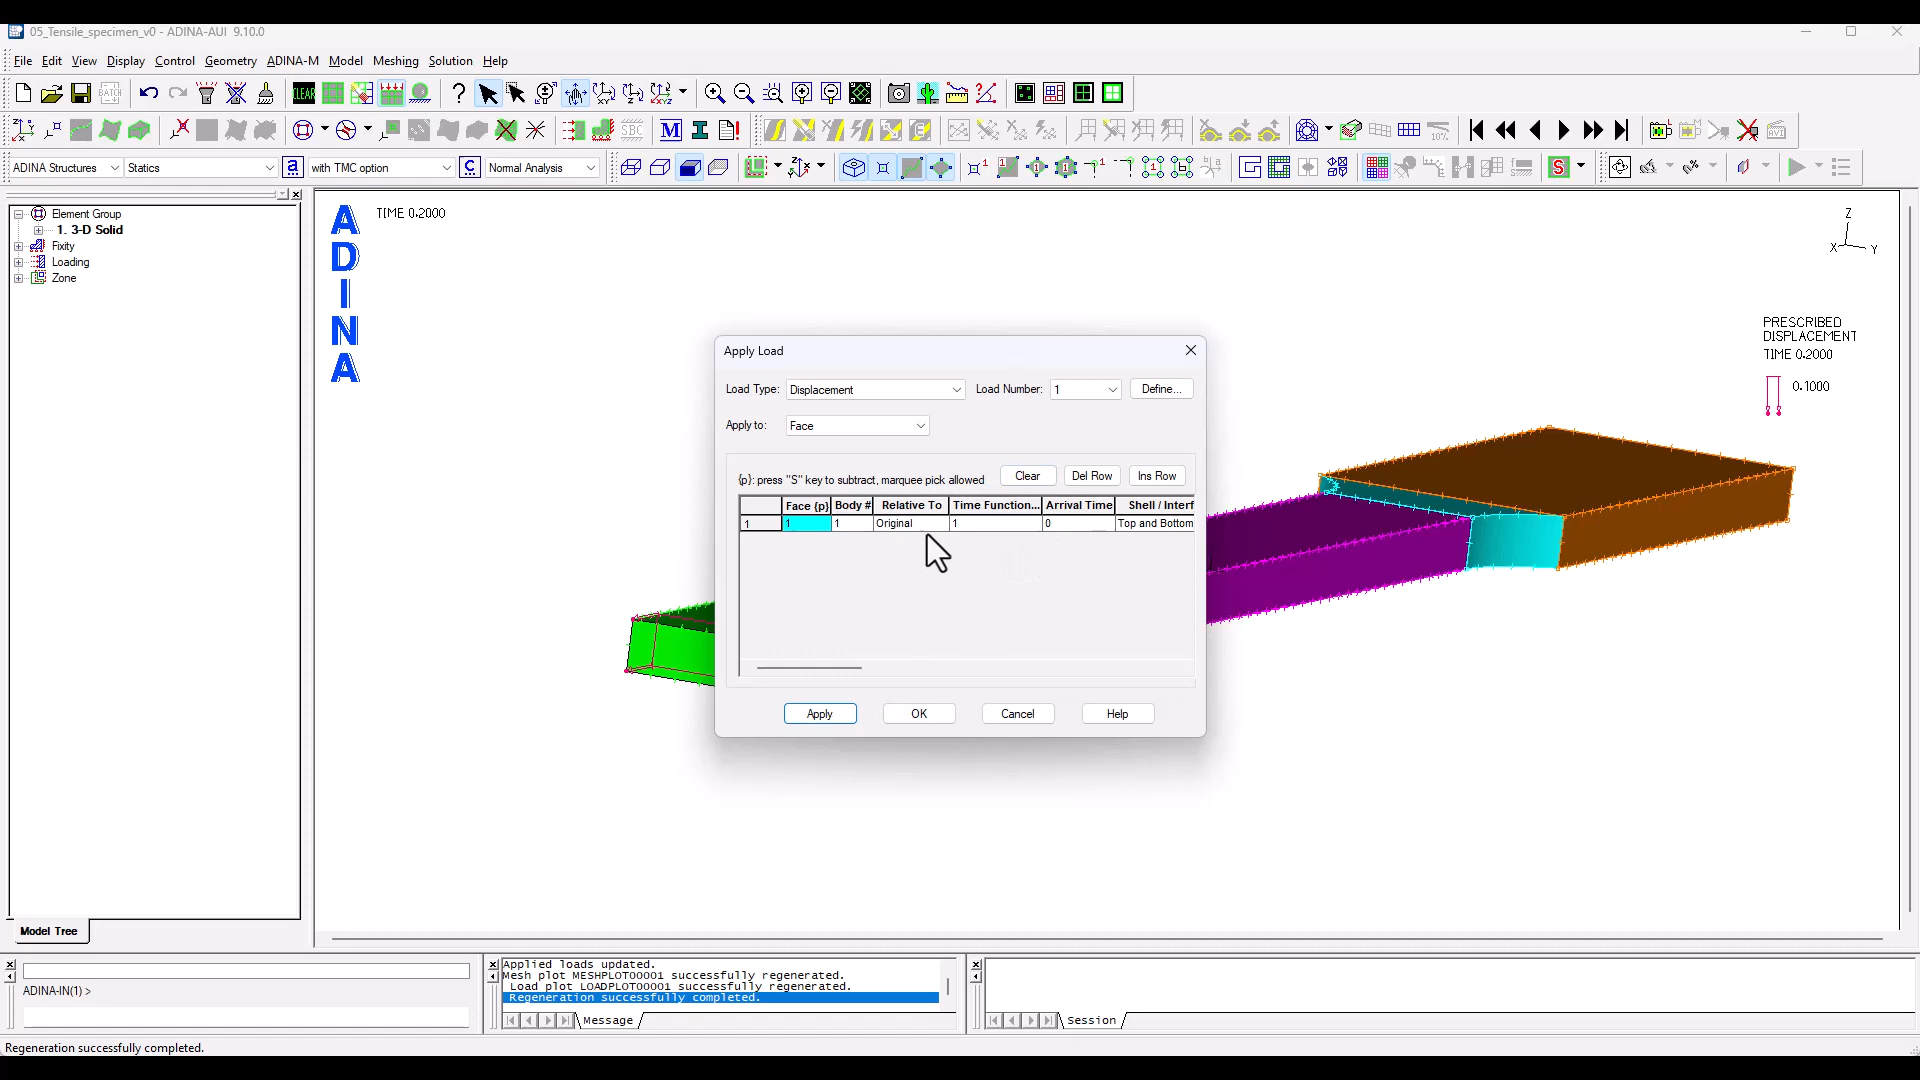 05_Tensile_specimen_v0 - ADINA-AUI 9.10.0
File Edit View Display Control Geometry ADINA-M Model Meshing Solution Help
BATCH CLEAR ?
SBC M 10% AVI
ADINA Structures Statics a with TMC option C Normal Analysis S
Element Group
1. 3-D Solid
Fixity
Loading
Zone
Model Tree
A
D
I
N
A
TIME 0.2000
Z
X Y
PRESCRIBED
DISPLACEMENT
TIME 0.2000
0.1000
Apply Load
Load Type: Displacement Load Number: 1 Define...
Apply to: Face
{p}: press "S" key to subtract, marquee pick allowed Clear Del Row Ins Row
Face {p} Body # Relative To Time Function... Arrival Time Shell / Interf
1 1 1 Original 1 0 Top and Bottom
Apply OK Cancel Help
ADINA-IN(1) >
Applied loads updated.
Mesh plot MESHPLOT00001 successfully regenerated.
Load plot LOADPLOT00001 successfully regenerated.
Regeneration successfully completed.
Message
Session
Regeneration successfully completed.